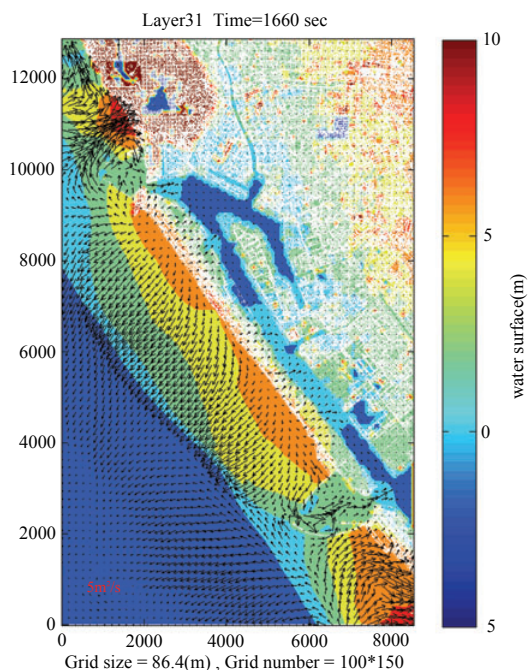 Layer31 Time=1660 sec
12000
10000
8000
6000
4000
2000
0
0 2000 4000 6000 8000
Grid size = 86.4(m) , Grid number = 100*150
10
5
0
5
water surface(m)